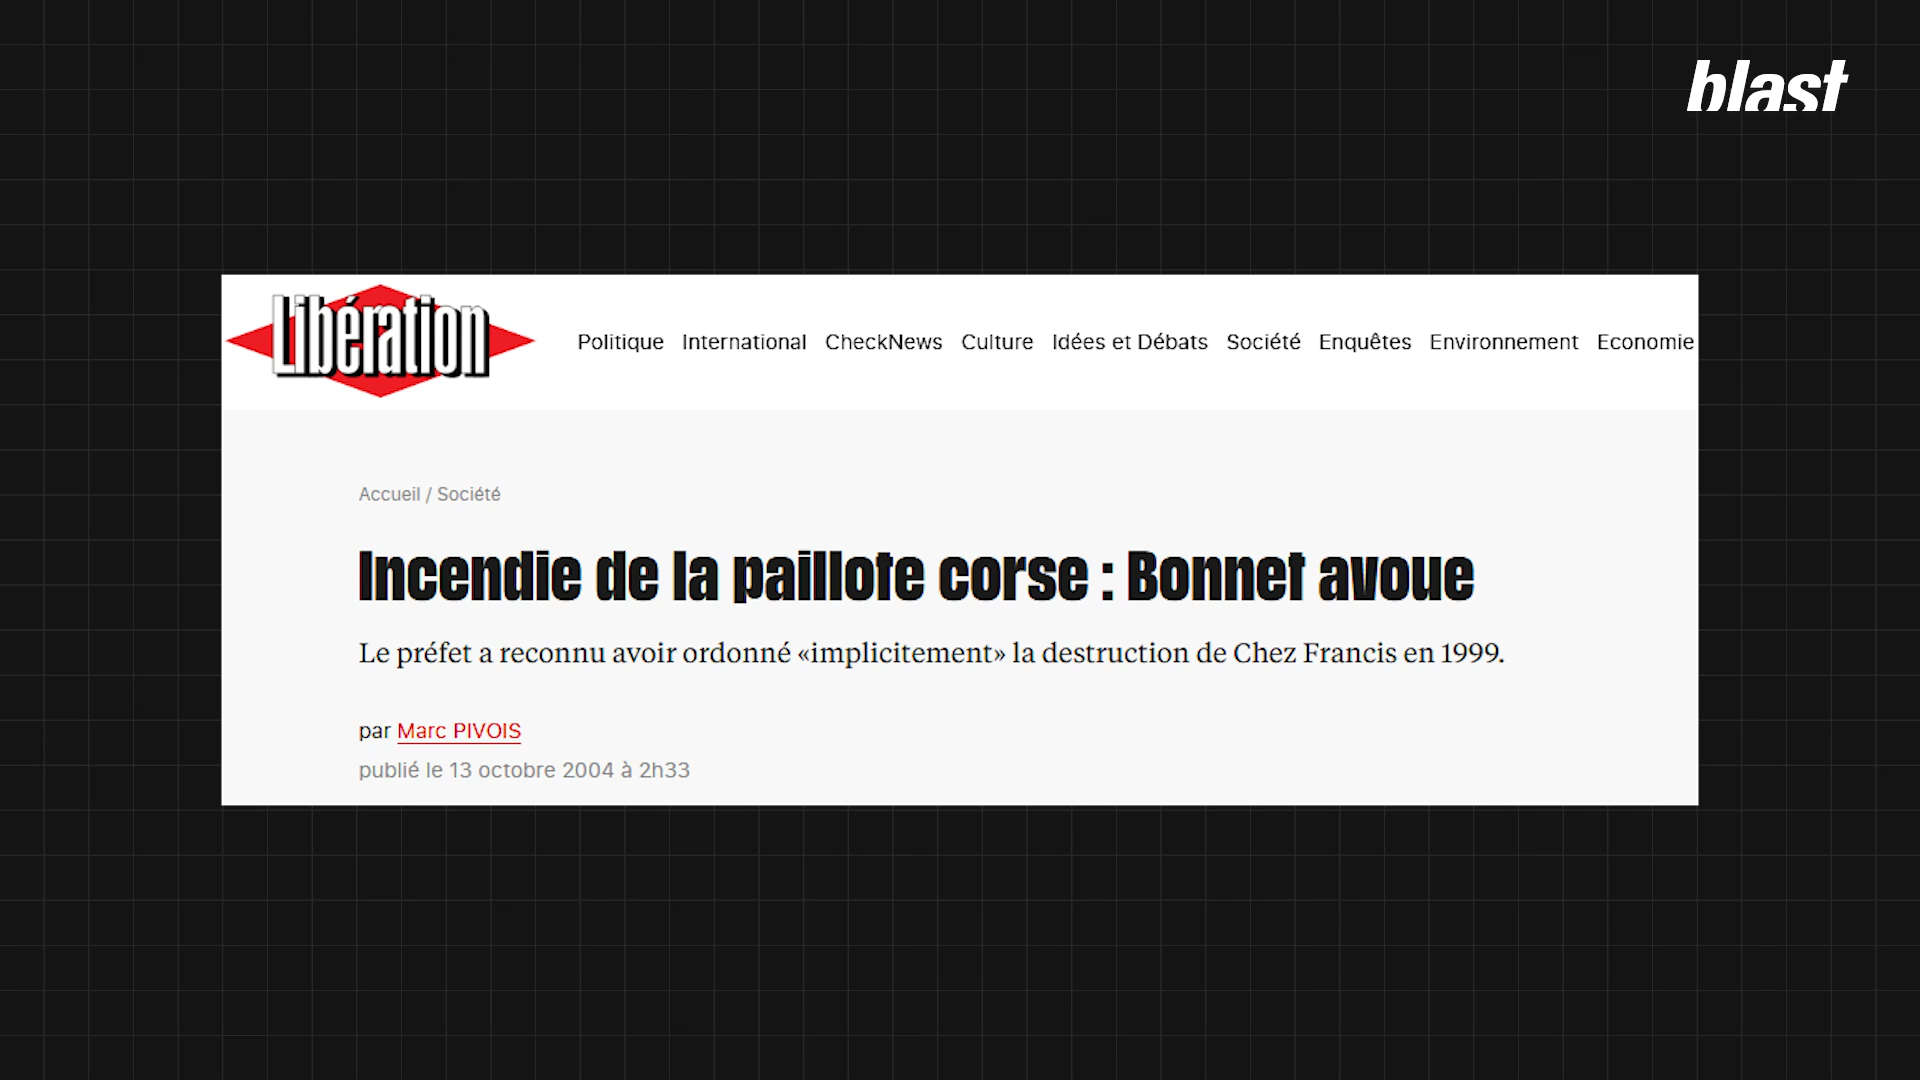 blast
Libération
Politique International CheckNews Culture Idées et Débats Société Enquêtes Environnement Economie
Accueil / Société
Incendie de la paillote corse : Bonnet avoue
Le préfet a reconnu avoir ordonné «implicitement» la destruction de Chez Francis en 1999.
par Marc PIVOIS
publié le 13 octobre 2004 à 2h33